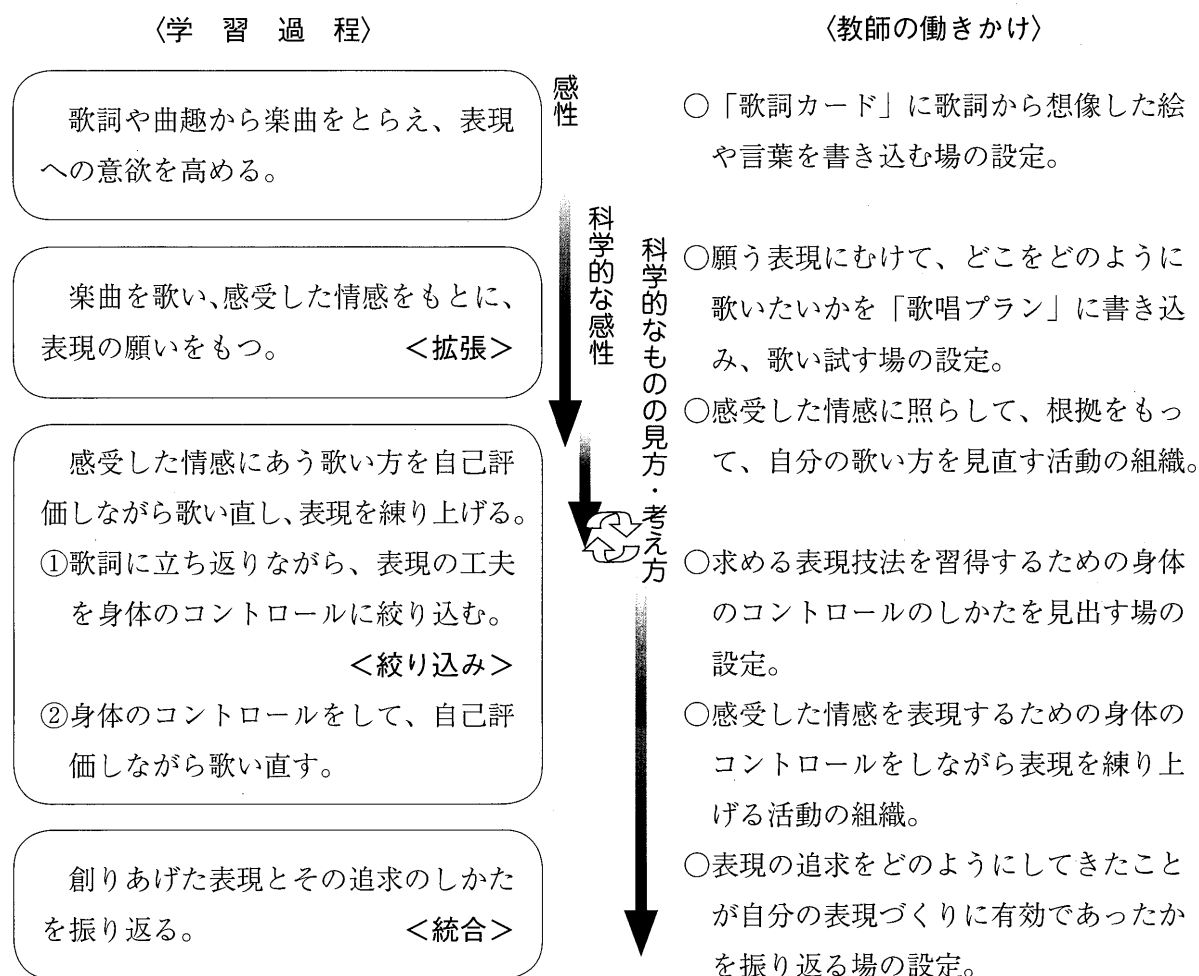 〈学　習　過　程〉
歌詞や曲趣から楽曲をとらえ、表現
への意欲を高める。
楽曲を歌い、感受した情感をもとに、
表現の願いをもつ。　＜拡張＞
感受した情感にあう歌い方を自己評
価しながら歌い直し、表現を練り上げる。
①歌詞に立ち返りながら、表現の工夫
を身体のコントロールに絞り込む。
＜絞り込み＞
②身体のコントロールをして、自己評
価しながら歌い直す。
創りあげた表現とその追求のしかた
を振り返る。　＜統合＞
感性
科学的な感性
科学的なものの見方・考え方
〈教師の働きかけ〉
○「歌詞カード」に歌詞から想像した絵
や言葉を書き込む場の設定。
○願う表現にむけて、どこをどのように
歌いたいかを「歌唱プラン」に書き込
み、歌い試す場の設定。
○感受した情感に照らして、根拠をもっ
て、自分の歌い方を見直す活動の組織。
○求める表現技法を習得するための身体
のコントロールのしかたを見出す場の
設定。
○感受した情感を表現するための身体の
コントロールをしながら表現を練り上
げる活動の組織。
○表現の追求をどのようにしてきたこと
が自分の表現づくりに有効であったか
を振り返る場の設定。